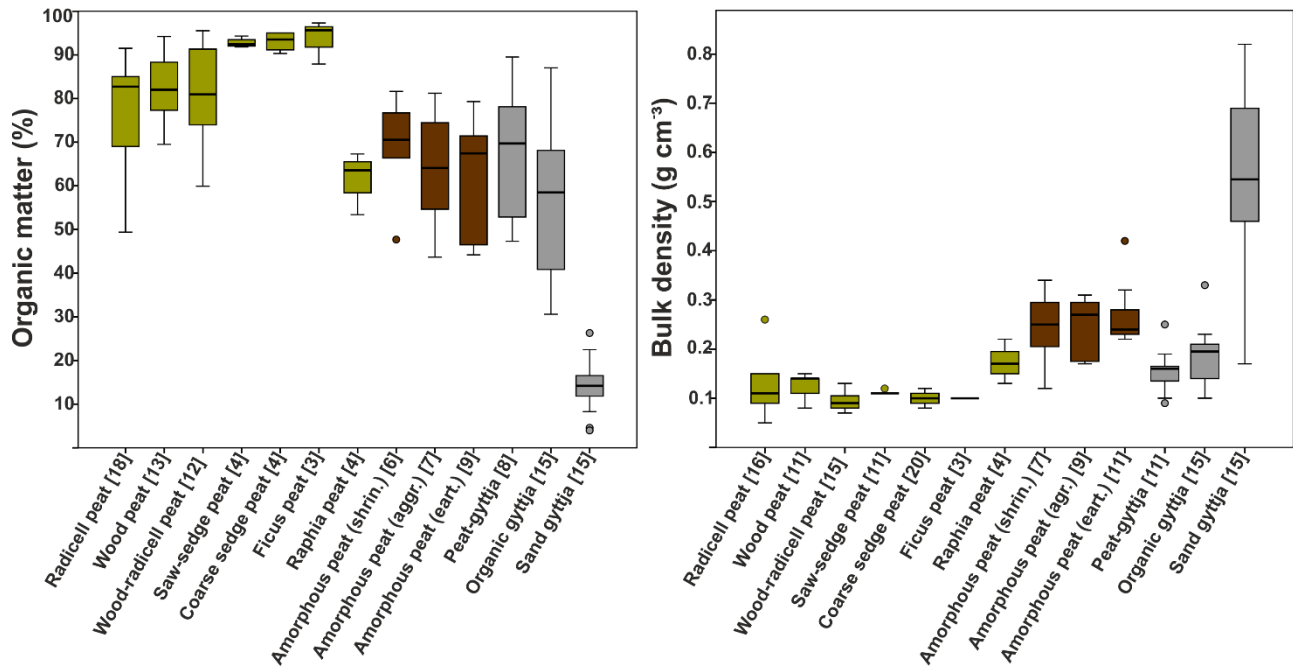 Organic matter (%)
100
90
80
70
60
50
40
30
20
10
Radicell peat [18]
Wood peat [13]
Wood-radicell peat [12]
Saw-sedge peat [4]
Coarse sedge peat [4]
Ficus peat [3]
Raphia peat [4]
Amorphous peat (shrin.) [6]
Amorphous peat (aggr.) [7]
Amorphous peat (eart.) [9]
Peat-gyttja [8]
Organic gyttja [15]
Sand gyttja [15]
Bulk density (g cm⁻³)
0.8
0.7
0.6
0.5
0.4
0.3
0.2
0.1
Radicell peat [16]
Wood peat [11]
Wood-radicell peat [15]
Saw-sedge peat [11]
Coarse sedge peat [20]
Ficus peat [3]
Raphia peat [4]
Amorphous peat (shrin.) [7]
Amorphous peat (agr.) [9]
Amorphous peat (eart.) [11]
Peat-gyttja [11]
Organic gyttja [15]
Sand gyttja [15]